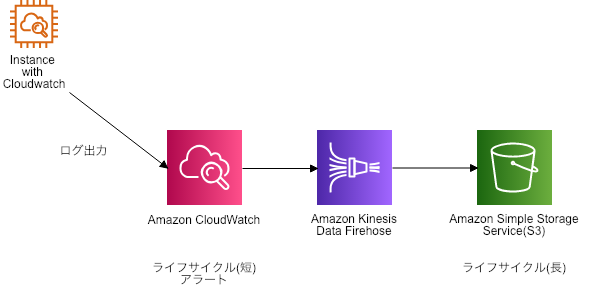 Instance
with
Cloudwatch
ログ出力
Amazon CloudWatch
Amazon Kinesis
Data Firehose
Amazon Simple Storage
Service(S3)
ライフサイクル(短)
アラート
ライフサイクル(長)